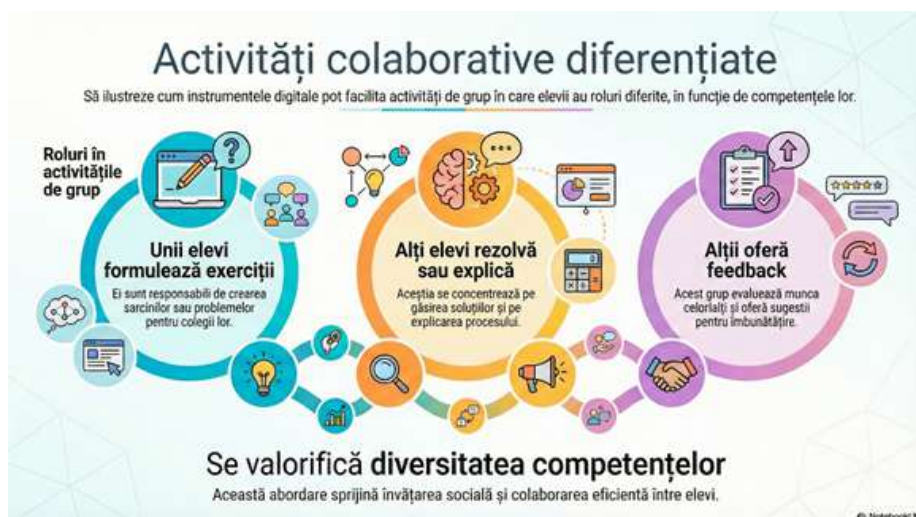 Activități colaborative diferențiate
Să ilustreze cum instrumentele digitale pot facilita activități de grup în care elevii au roluri diferite, în funcție de competențele lor.
Roluri în
activitățile
de grup
Unii elevi
formulează exerciții
Ei sunt responsabili de crearea
sarcinilor sau problemelor
pentru colegii lor.
Alți elevi rezolvă
sau explică
Aceștia se concentrează pe
găsirea soluțiilor și pe
explicarea procesului.
Alții oferă
feedback
Acest grup evaluează munca
celorlalți și oferă sugestii
pentru îmbunătățire.
Se valorifică diversitatea competențelor
Această abordare sprijină învățarea socială și colaborarea eficientă între elevi.